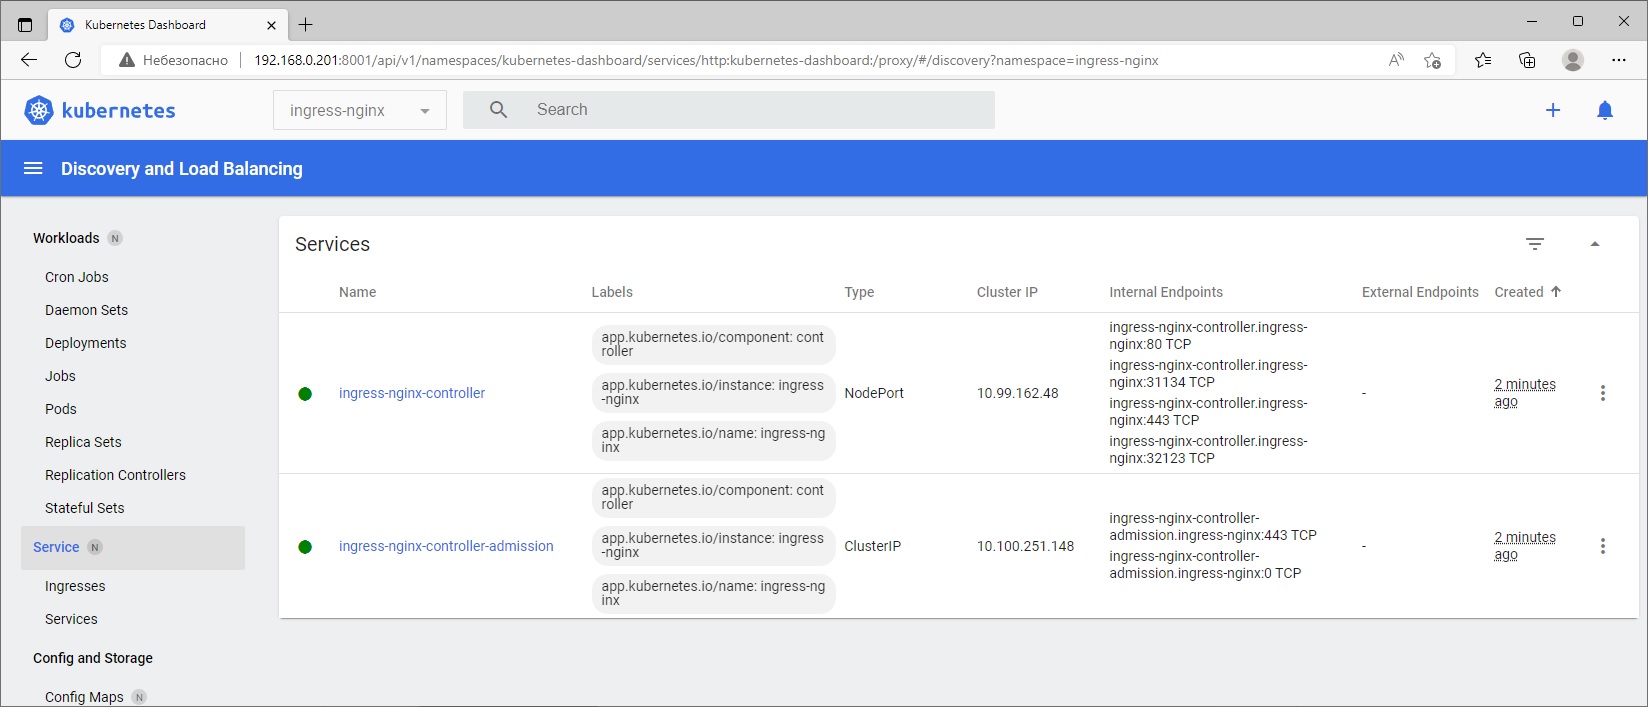 Kubernetes Dashboard
Небезопасно
192.168.0.201:8001/api/v1/namespaces/kubernetes-dashboard/services/http:kubernetes-dashboard:/proxy/#/discovery?namespace=ingress-nginx
kubernetes
ingress-nginx
Search
Discovery and Load Balancing
Workloads N
Cron Jobs
Daemon Sets
Deployments
Jobs
Pods
Replica Sets
Replication Controllers
Stateful Sets
Service N
Ingresses
Services
Config and Storage
Config Maps N
Services
Name Labels Type Cluster IP Internal Endpoints External Endpoints Created
ingress-nginx-controller
app.kubernetes.io/component: cont
roller
app.kubernetes.io/instance: ingress
-nginx
app.kubernetes.io/name: ingress-ng
inx
NodePort
10.99.162.48
ingress-nginx-controller.ingress-
nginx:80 TCP
ingress-nginx-controller.ingress-
nginx:31134 TCP
ingress-nginx-controller.ingress-
nginx:443 TCP
ingress-nginx-controller.ingress-
nginx:32123 TCP
-
2 minutes
ago
ingress-nginx-controller-admission
app.kubernetes.io/component: cont
roller
app.kubernetes.io/instance: ingress
-nginx
app.kubernetes.io/name: ingress-ng
inx
ClusterIP
10.100.251.148
ingress-nginx-controller-
admission.ingress-nginx:443 TCP
ingress-nginx-controller-
admission.ingress-nginx:0 TCP
-
2 minutes
ago